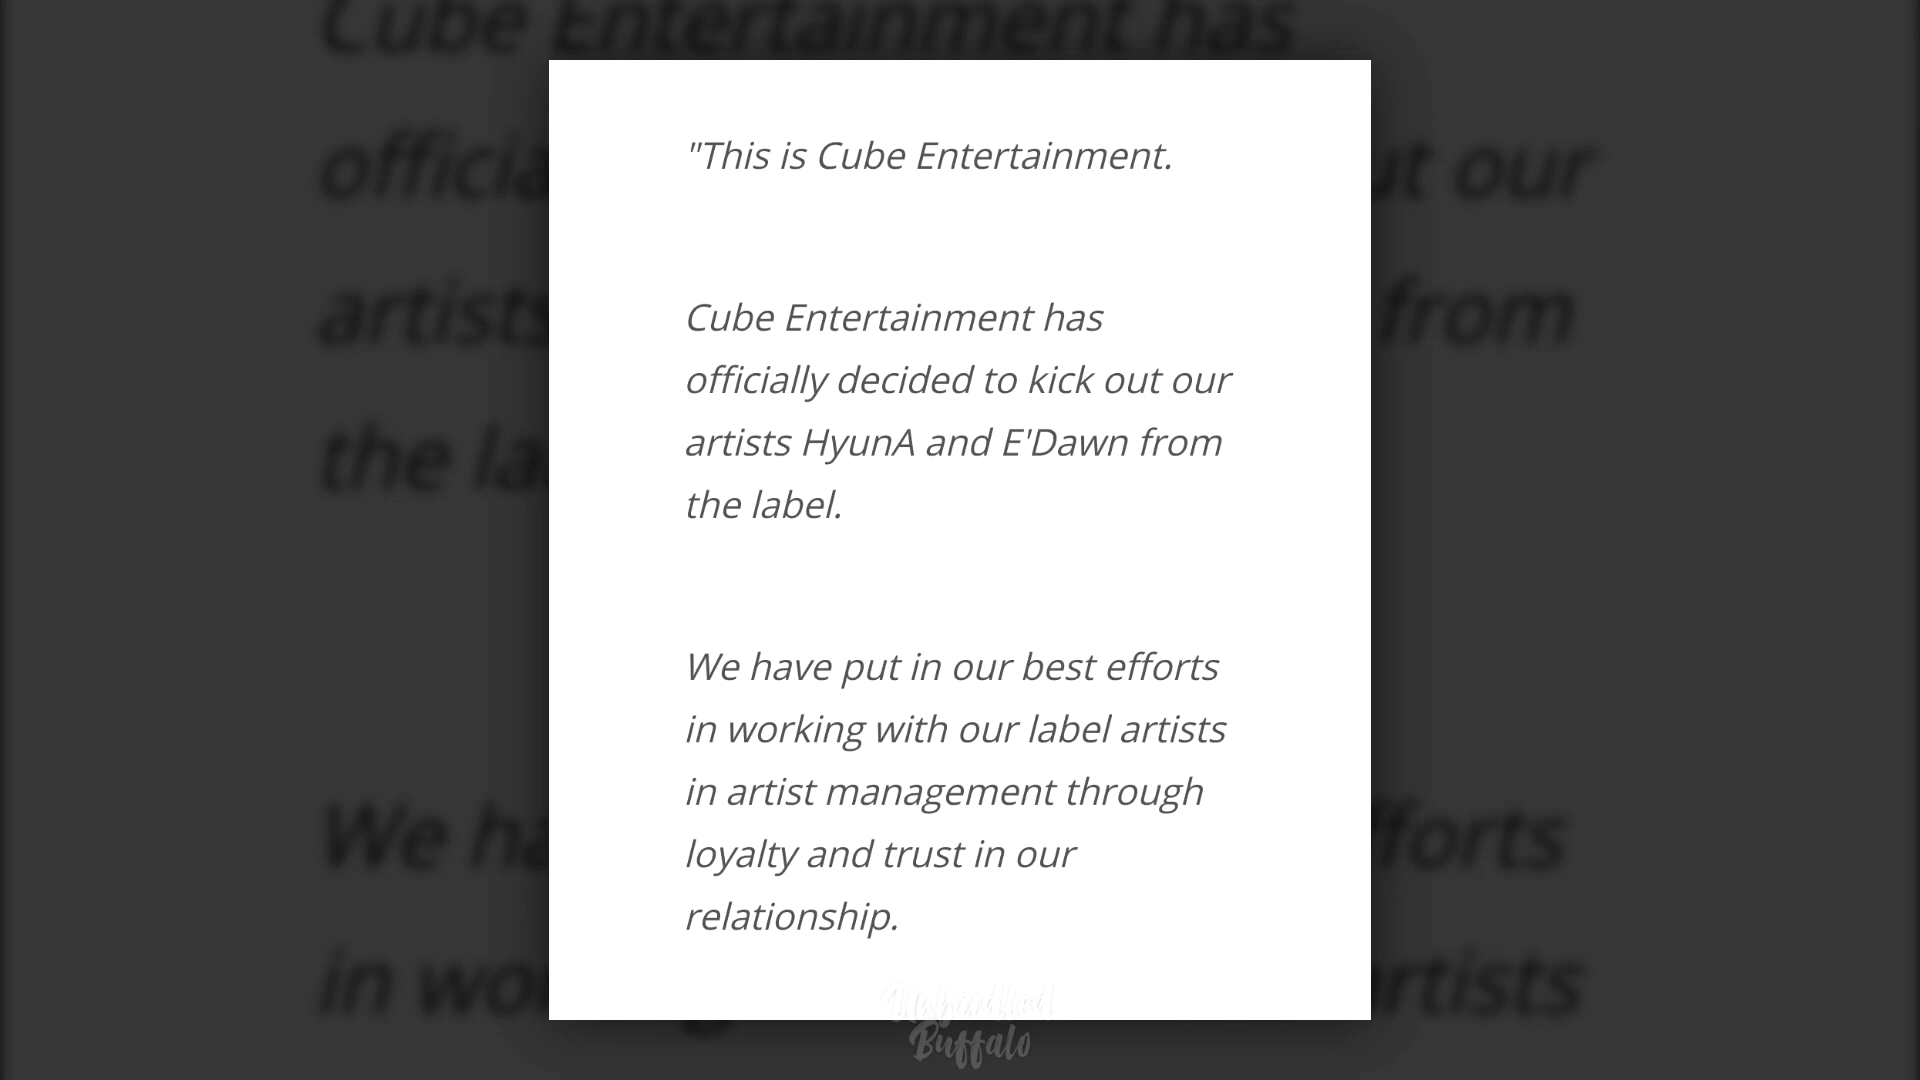 "This is Cube Entertainment.
Cube Entertainment has
officially decided to kick out our
artists HyunA and E'Dawn from
the label.
We have put in our best efforts
in working with our label artists
in artist management through
loyalty and trust in our
relationship.
Buffalo